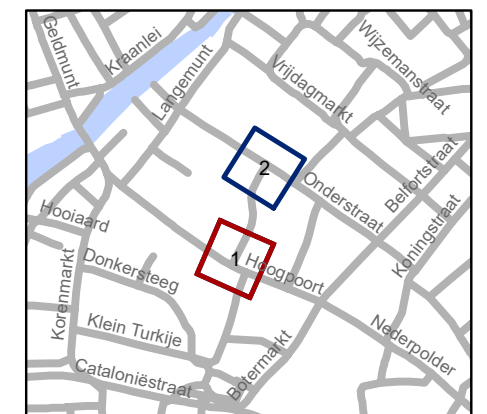 Geldmunt
Kraanlei
Langemunt
Vrijdagmarkt
Wijzemanstraat
2
Onderstraat
Belfortstraat
Koningstraat
Hooiaard
Korenmarkt
Donkersteeg
1
Hoogpoort
Klein Turkije
Cataloniëstraat
Botermarkt
Nederpolder